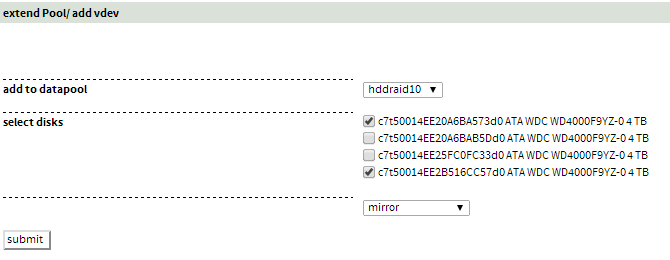 extend Pool/ add vdev
add to datapool
hddraid10
select disks
c7t50014EE20A6BA573d0 ATA WDC WD4000F9YZ-0 4 TB
c7t50014EE20A6BAB5Dd0 ATA WDC WD4000F9YZ-0 4 TB
c7t50014EE25FC0FC33d0 ATA WDC WD4000F9YZ-0 4 TB
c7t50014EE2B516CC57d0 ATA WDC WD4000F9YZ-0 4 TB
mirror
submit